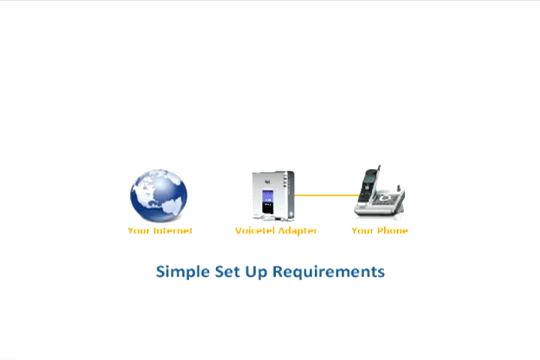 Your Internet Voicetel Adapter Your Phone
Simple Set Up Requirements